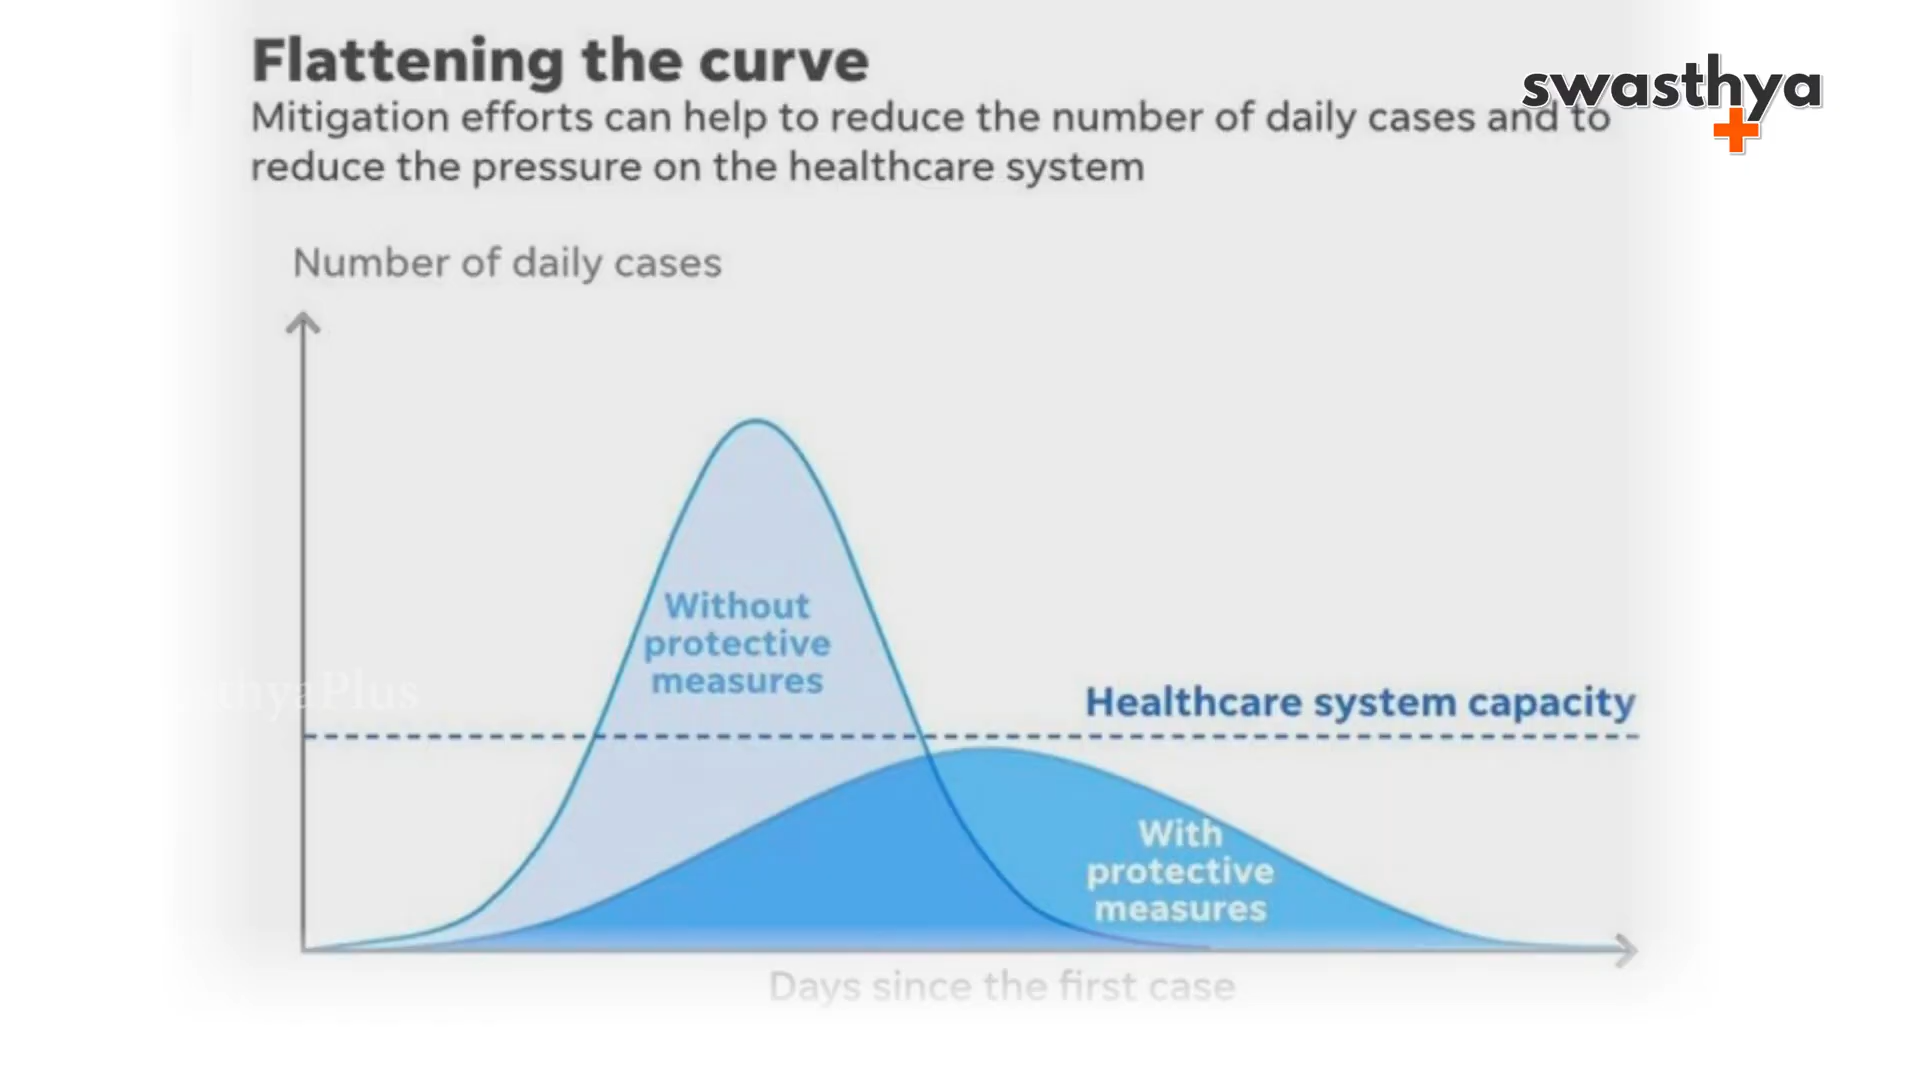 Flattening the curve
swasthya
Mitigation efforts can help to reduce the number of daily cases and to
reduce the pressure on the healthcare system
Number of daily cases
Without
protective
measures
thyaPlus
Healthcare system capacity
With
protective
measures
Days since the first case